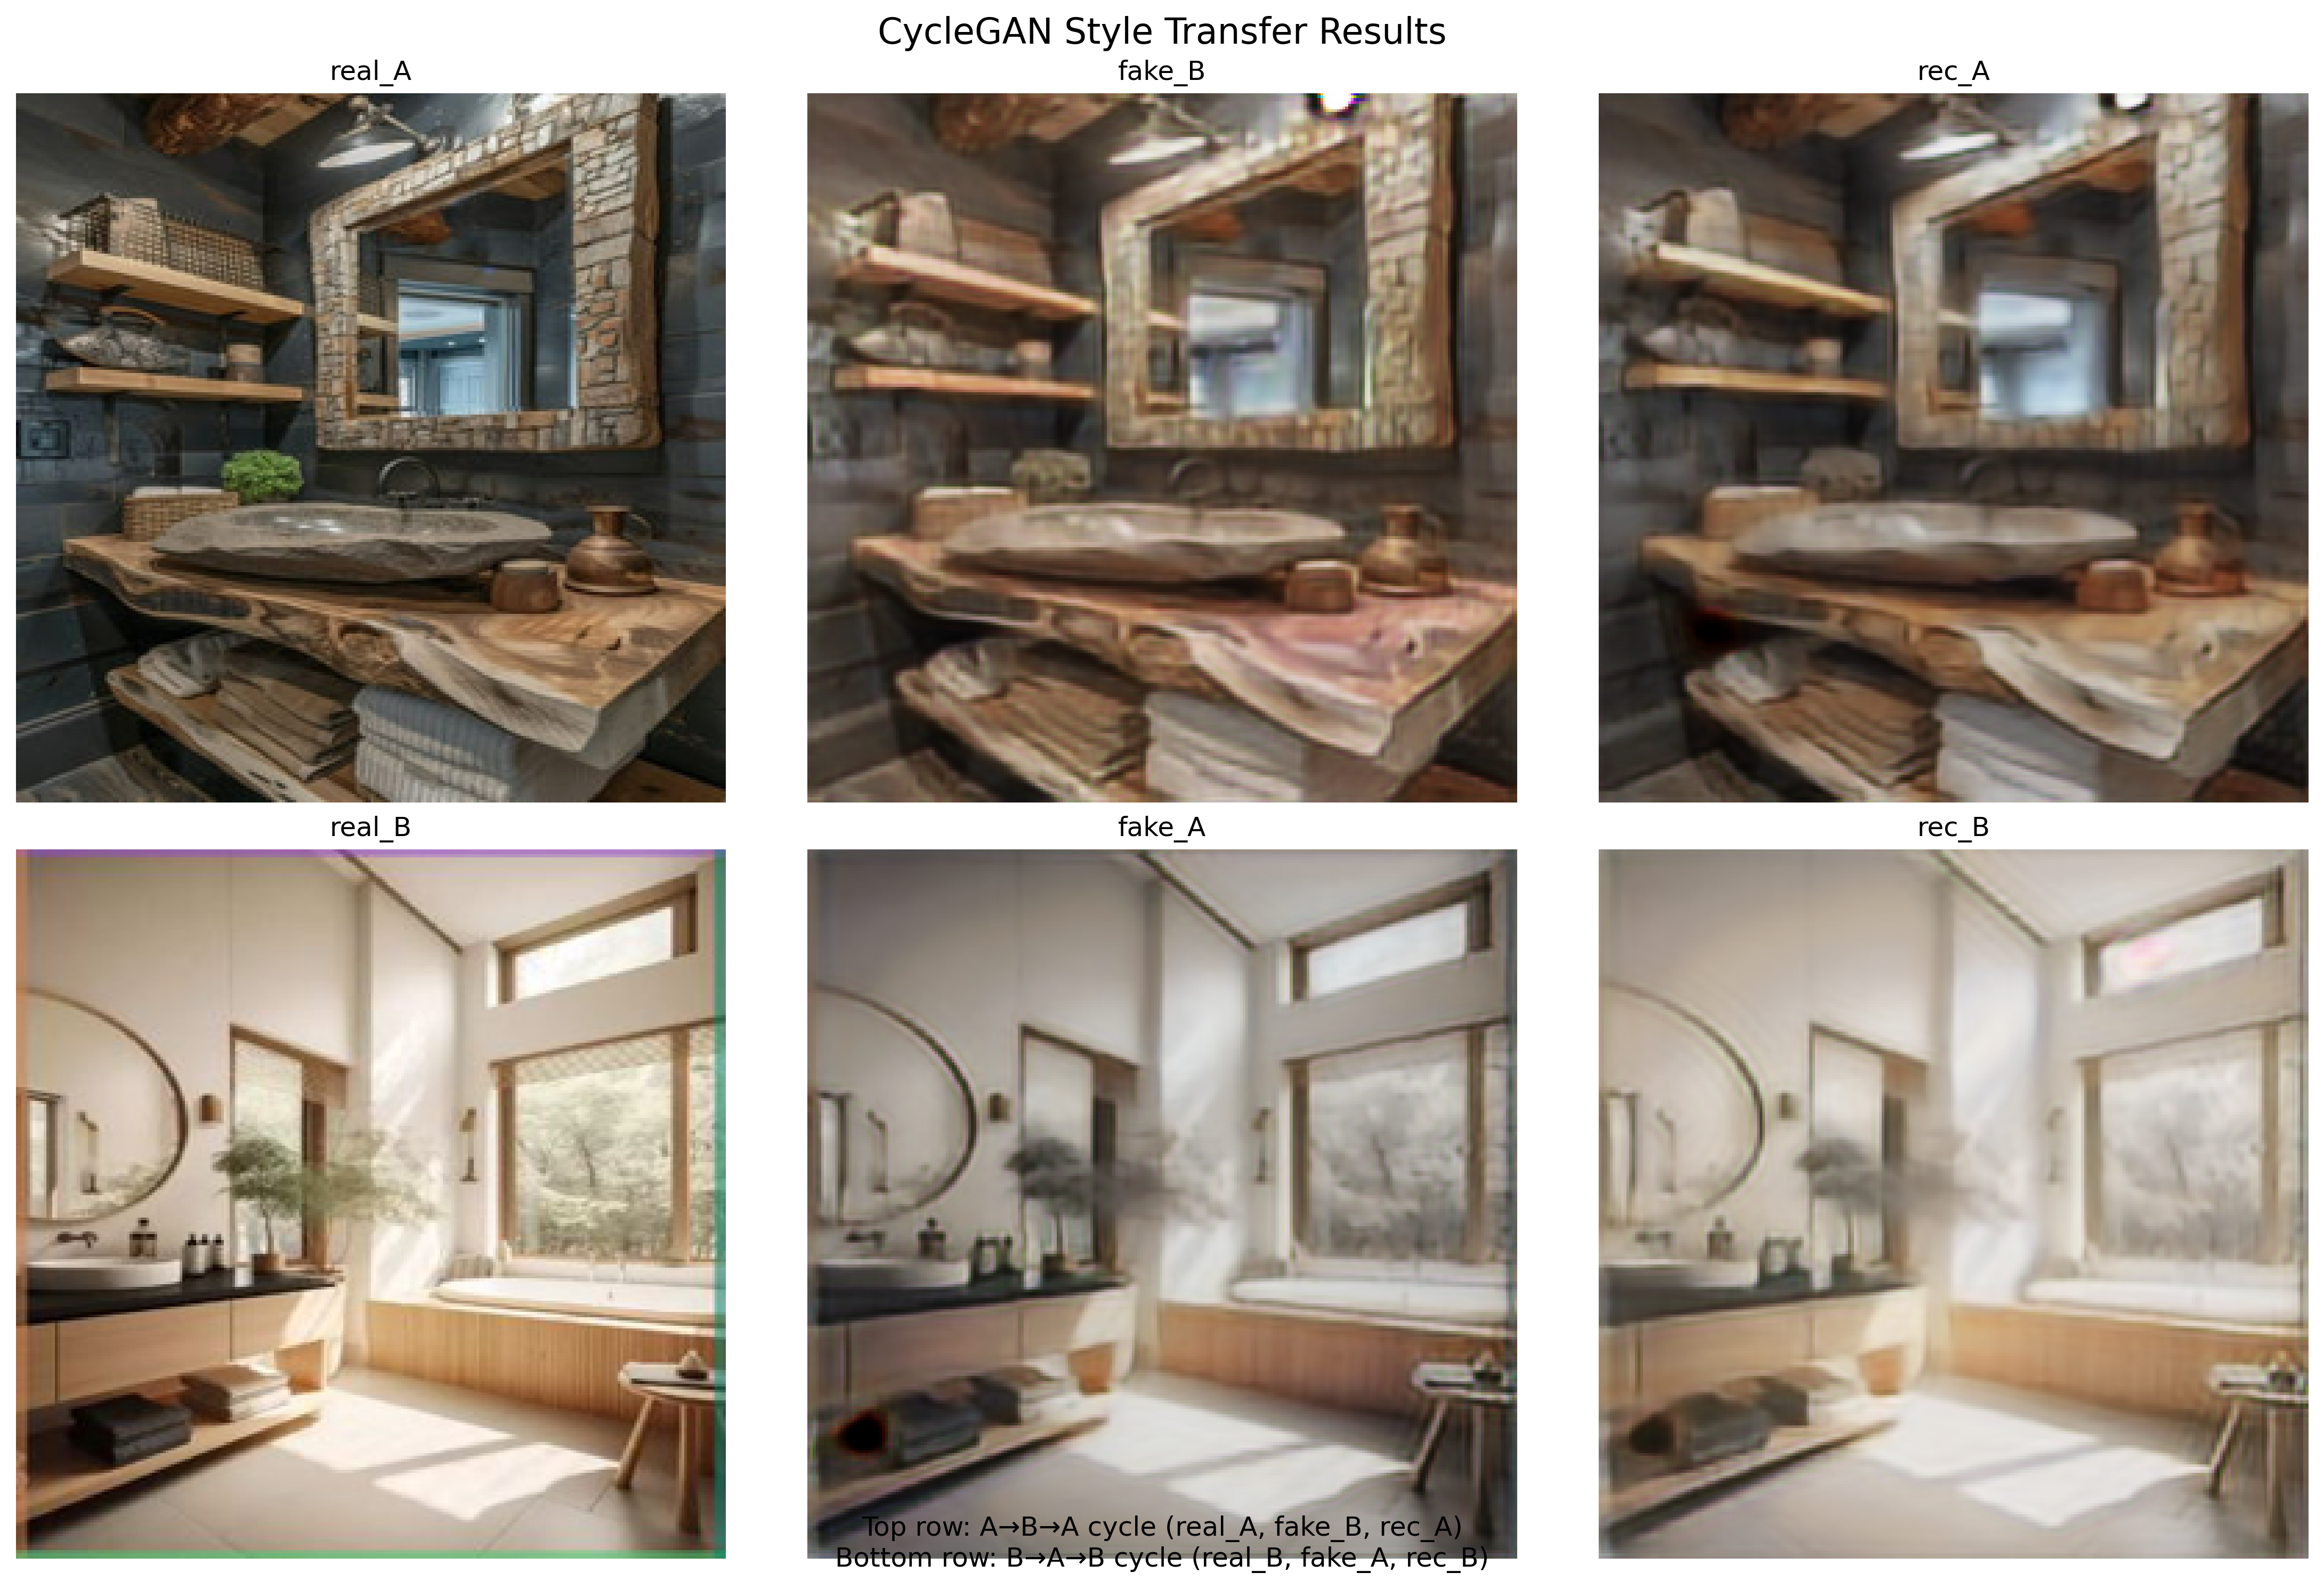 CycleGAN Style Transfer Results
real_A
fake_B
rec_A
real_B
fake_A
rec_B
Top row: A→B→A cycle (real_A, fake_B, rec_A)
Bottom row: B→A→B cycle (real_B, fake_A, rec_B)